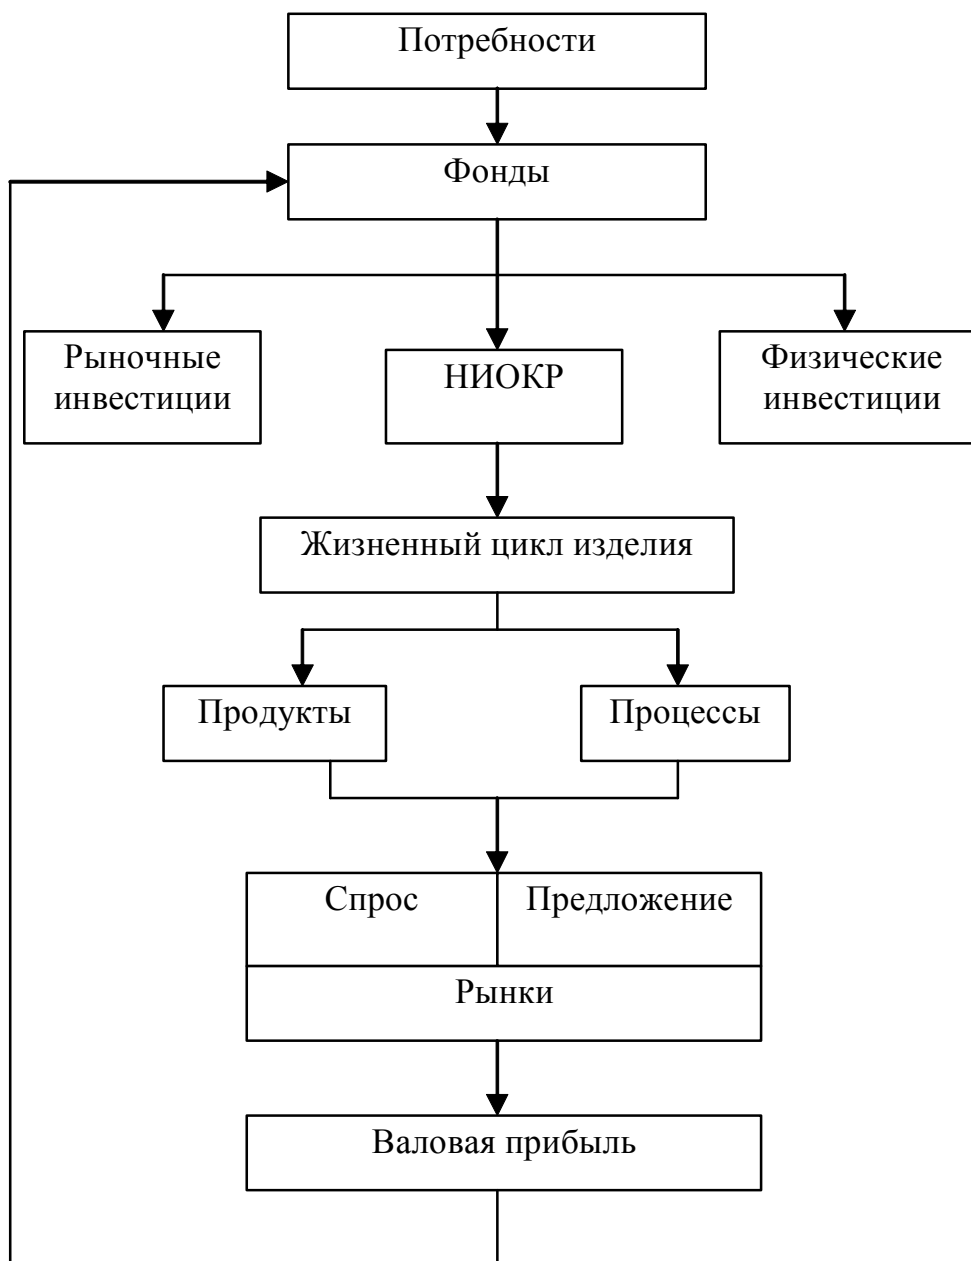 Потребности
Фонды
Рыночные
инвестиции
НИОКР
Физические
инвестиции
Жизненный цикл изделия
Продукты
Процессы
Спрос
Предложение
Рынки
Валовая прибыль